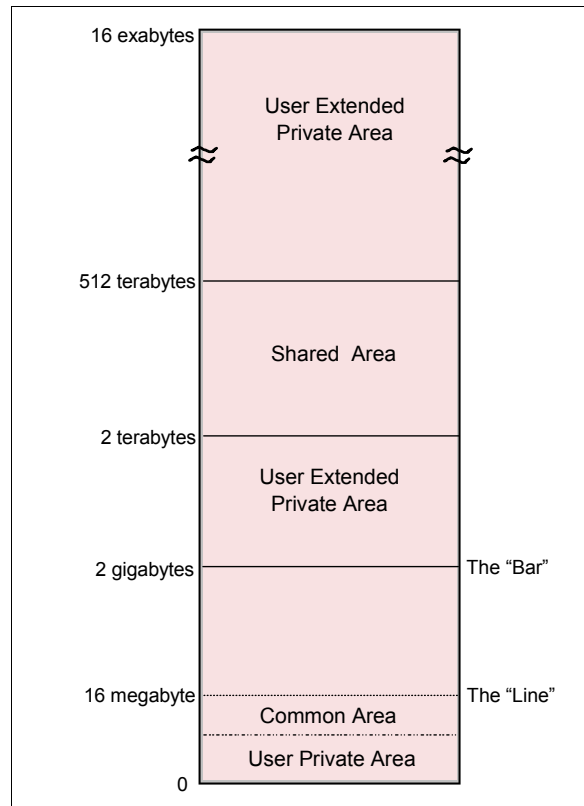 16 exabytes
User Extended
Private Area
512 terabytes
Shared Area
2 terabytes
User Extended
Private Area
2 gigabytes
The “Bar”
16 megabyte
The “Line”
Common Area
User Private Area
0